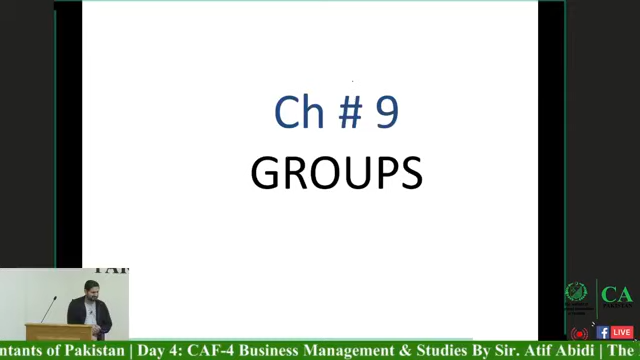 Ch # 9
GROUPS
CA
PAKISTAN
LIVE
ntants of Pakistan | Day 4: CAF-4 Business Management & Studies By Sir. Atif Abidi | The